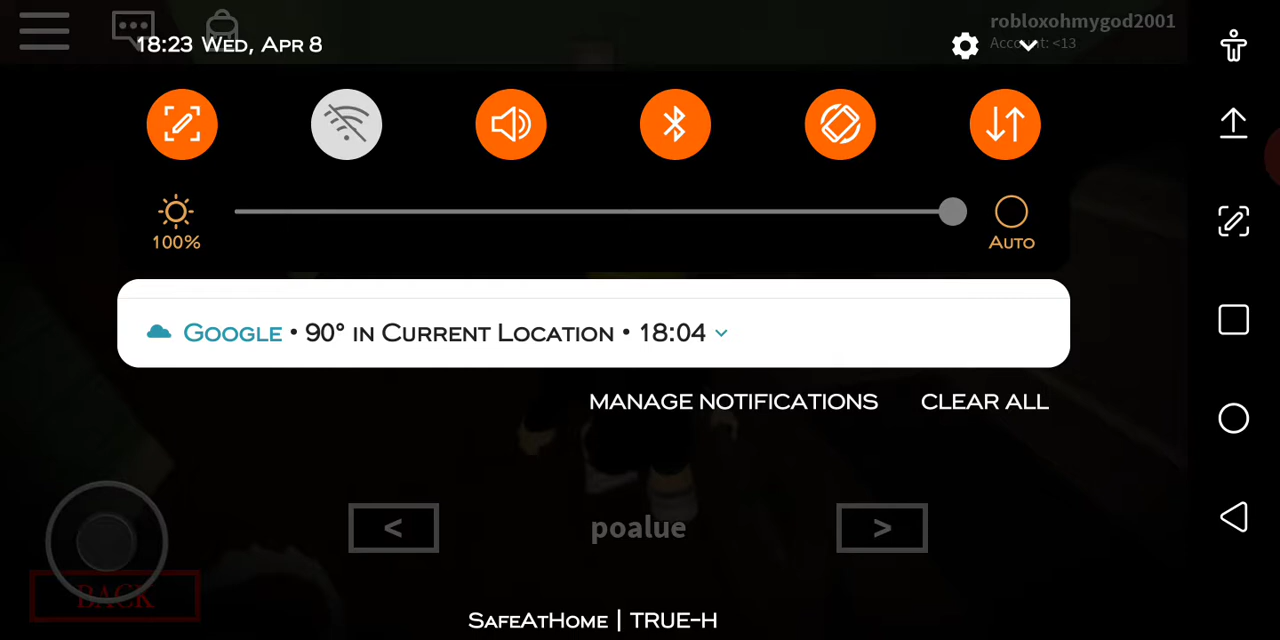 robloxohmygod2001
18:23 Wed, Apr 8
Account: <13
100%
Auto
Google • 90° in Current Location • 18:04
MANAGE NOTIFICATIONS
CLEAR ALL
<
poalue
>
BACK
SafeAtHome | TRUE-H